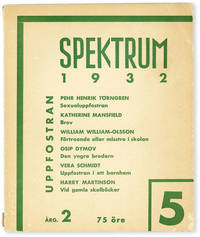 SPEKTRUM
1932
UPPFOSTRAN
PEHR HENRIK TÖRNGREN
Sexualuppfostran
KATHERINE MANSFIELD
Brev
WILLIAM WILLIAM-OLSSON
Förtroende eller misstro i skolan
OSIP DYMOV
Den yngre brodern
VERA SCHMIDT
Uppfostran i ett barnhem
HARRY MARTINSON
Vid gamla skolböcker
ÅRG. 2 75 öre
5